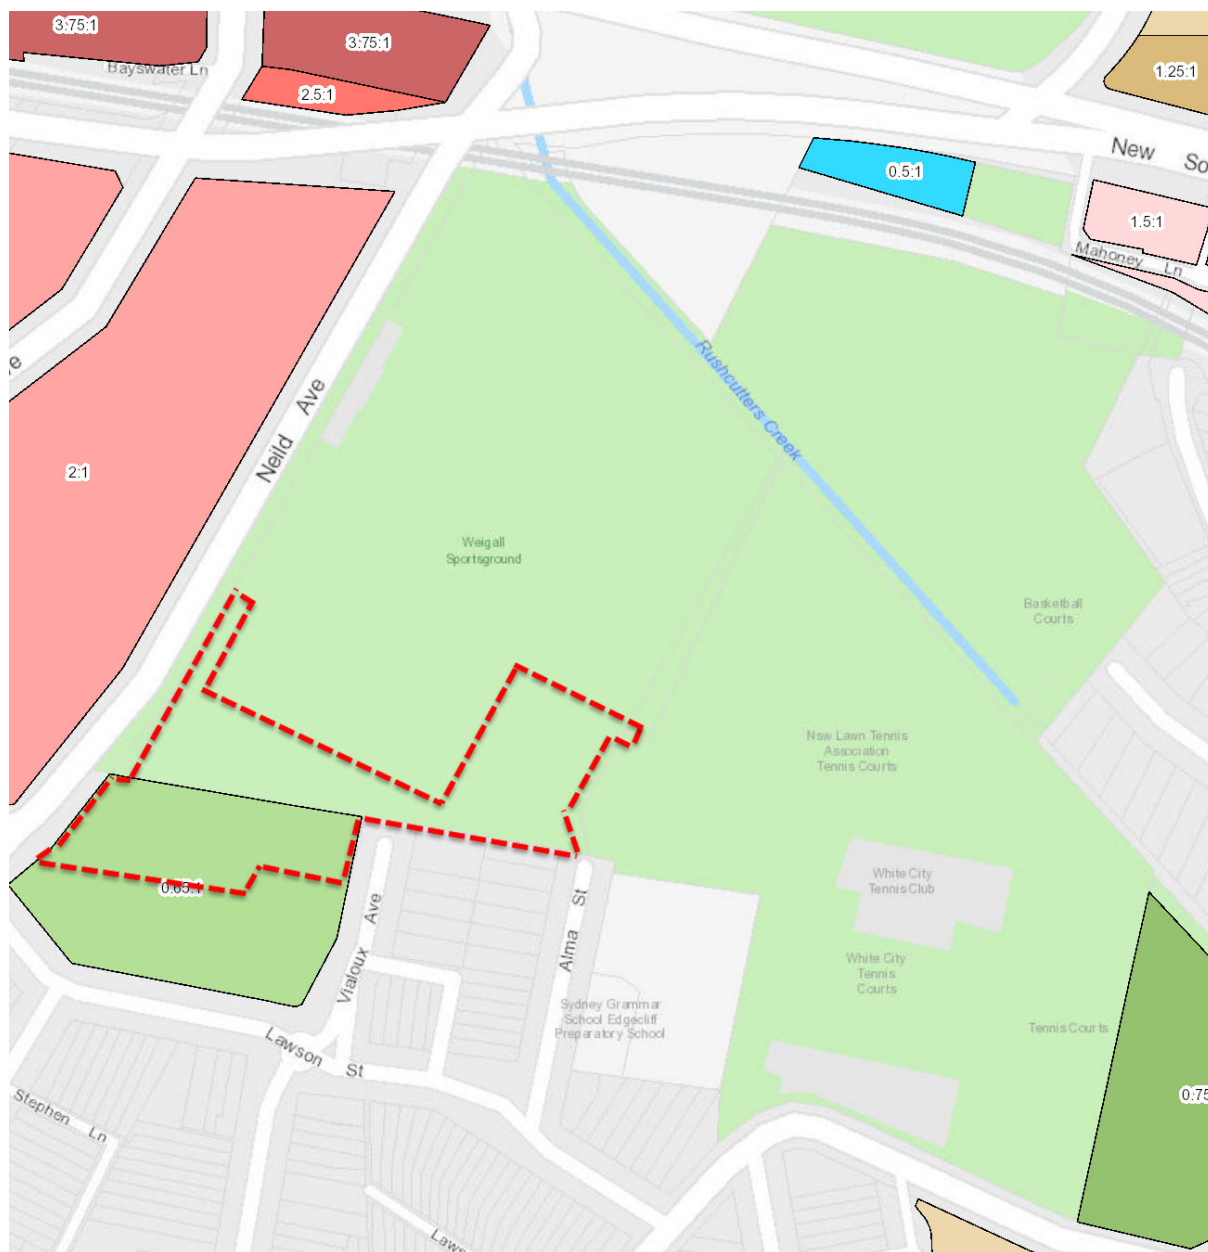 3:75:1
3:75:1
Bayswater Ln
2.5:1
1.25:1
New So
0.5:1
1.5:1
Mahoney Ln
Rushcutters Creek
Neild Ave
2:1
Weigall
Sportsground
Basketball
Courts
Nsw Lawn Tennis
Association
Tennis Courts
White City
Tennis Club
0.65:1
Vialoux Ave
Alma St
White City
Tennis
Courts
Sydney Grammar
School Edgecliff
Preparatory School
Tennis Courts
Lawson St
0:75
Stephen Ln
Laws